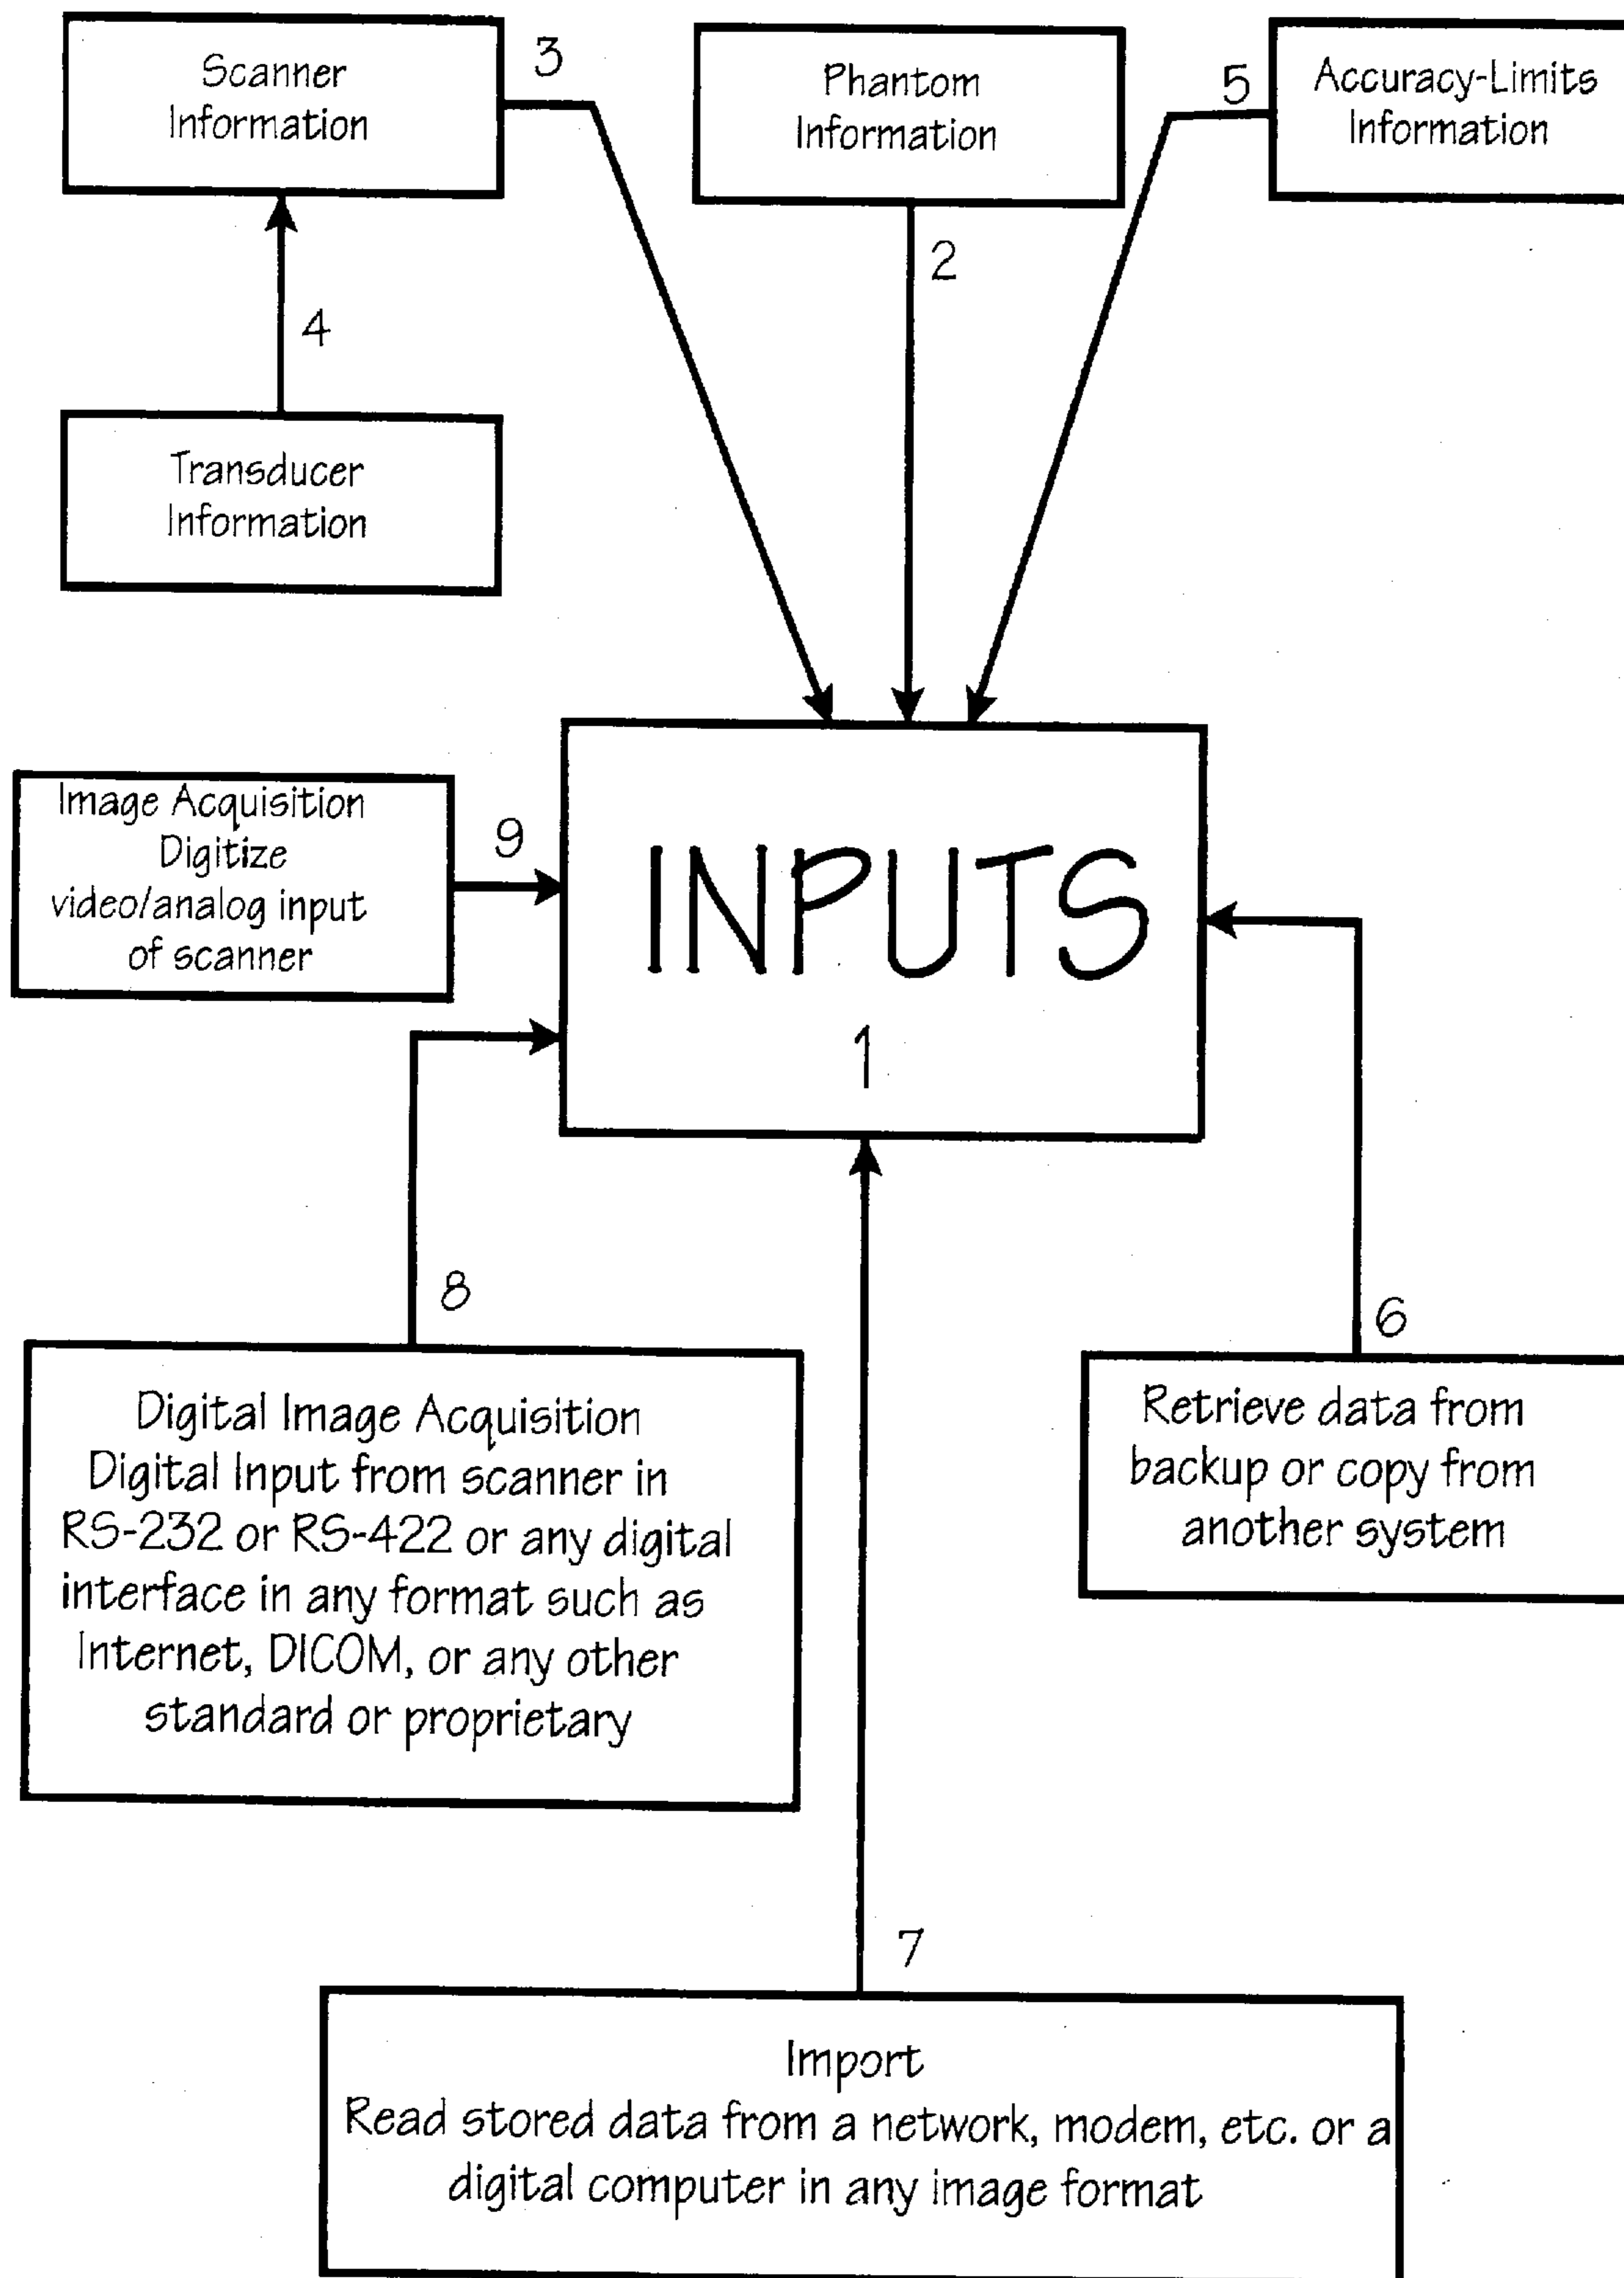 Scanner
Information
3
Phantom
Information
5
Accuracy-Limits
Information
2
4
Transducer
Information
Image Acquisition
Digitize
video/analog input
of scanner
9
INPUTS
1
8
6
Digital Image Acquisition
Digital Input from scanner in
RS-232 or RS-422 or any digital
interface in any format such as
Internet, DICOM, or any other
standard or proprietary
Retrieve data from
backup or copy from
another system
7
Import
Read stored data from a network, modem, etc. or a
digital computer in any image format